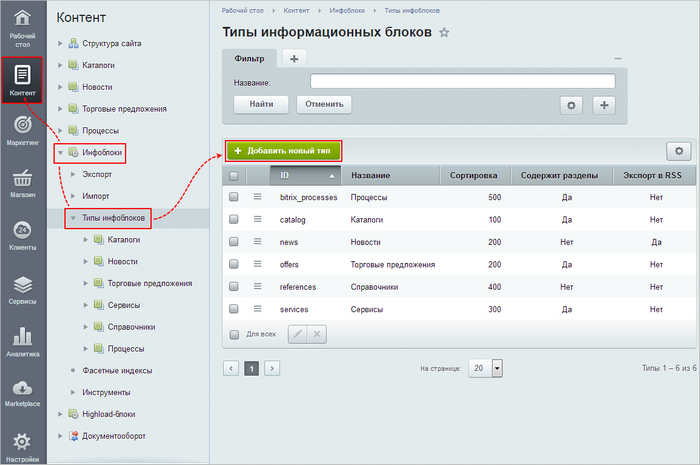 Рабочий
стол
Контент
Маркетинг
Магазин
24
Клиенты
Сервисы
Аналитика
Marketplace
Настройки
Контент
Структура сайта
Каталоги
Новости
Торговые предложения
Процессы
Инфоблоки
Экспорт
Импорт
Типы инфоблоков
Каталоги
Новости
Торговые предложения
Сервисы
Справочники
Процессы
Фасетные индексы
Инструменты
Highload-блоки
Документооборот
Рабочий стол Контент Инфоблоки Типы инфоблоков
Типы информационных блоков
Фильтр
Название:
Найти Отменить
+ Добавить новый тип
ID Название Сортировка Содержит разделы Экспорт в RSS
bitrix_processes Процессы 500 Да Нет
catalog Каталоги 100 Да Нет
news Новости 200 Нет Да
offers Торговые предложения 200 Да Нет
references Справочники 400 Нет Нет
services Сервисы 300 Да Нет
Для всех
1 На странице: 20 Типы 1 – 6 из 6